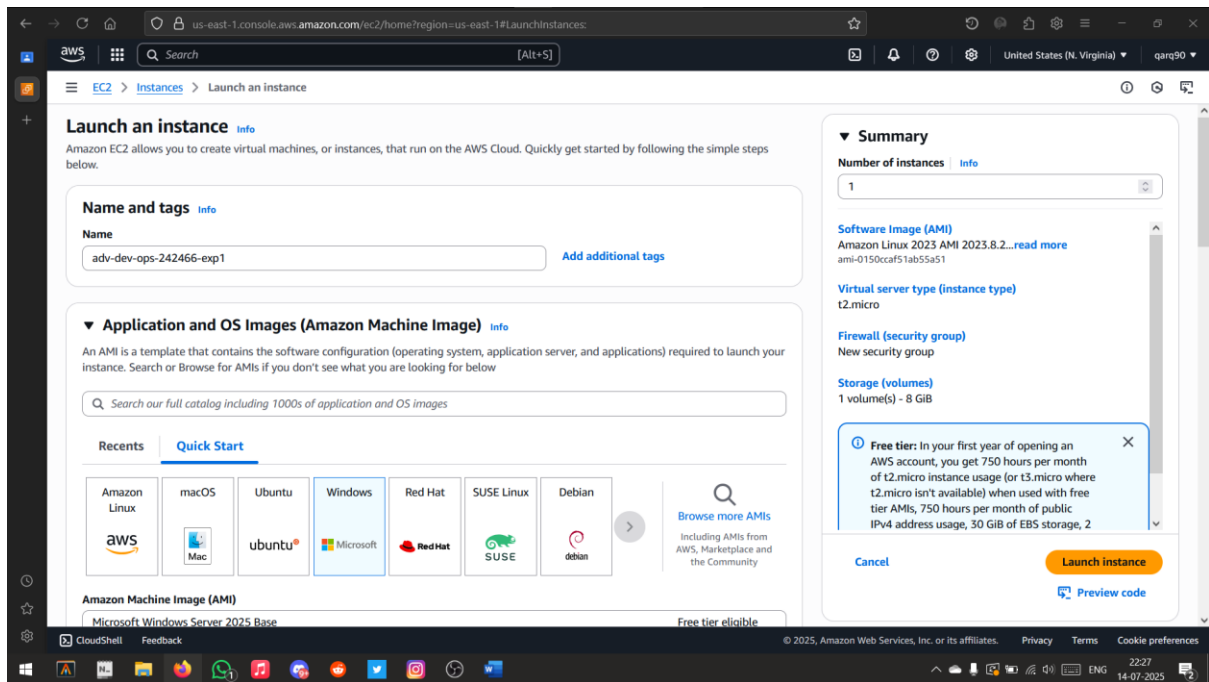 us-east-1.console.aws.amazon.com/ec2/home?region=us-east-1#LaunchInstances:
aws
Search
[Alt+S]
United States (N. Virginia)
qarq90
EC2 > Instances > Launch an instance
Launch an instance Info
Amazon EC2 allows you to create virtual machines, or instances, that run on the AWS Cloud. Quickly get started by following the simple steps
below.
Name and tags Info
Name
adv-dev-ops-242466-exp1
Add additional tags
Application and OS Images (Amazon Machine Image) Info
An AMI is a template that contains the software configuration (operating system, application server, and applications) required to launch your
instance. Search or Browse for AMIs if you don't see what you are looking for below
Search our full catalog including 1000s of application and OS images
Recents
Quick Start
Amazon
Linux
aws
macOS
Mac
Ubuntu
ubuntu
Windows
Microsoft
Red Hat
Red Hat
SUSE Linux
SUSE
Debian
debian
Browse more AMIs
Including AMIs from
AWS, Marketplace and
the Community
Amazon Machine Image (AMI)
Microsoft Windows Server 2025 Base
Free tier eligible
Summary
Number of instances Info
1
Software Image (AMI)
Amazon Linux 2023 AMI 2023.8.2...read more
ami-0150ccaf51ab55a51
Virtual server type (instance type)
t2.micro
Firewall (security group)
New security group
Storage (volumes)
1 volume(s) - 8 GiB
Free tier: In your first year of opening an
AWS account, you get 750 hours per month
of t2.micro instance usage (or t3.micro where
t2.micro isn't available) when used with free
tier AMIs, 750 hours per month of public
IPv4 address usage, 30 GiB of EBS storage, 2
Cancel
Launch instance
Preview code
CloudShell
Feedback
© 2025, Amazon Web Services, Inc. or its affiliates.
Privacy
Terms
Cookie preferences
ENG
22:27
14-07-2025